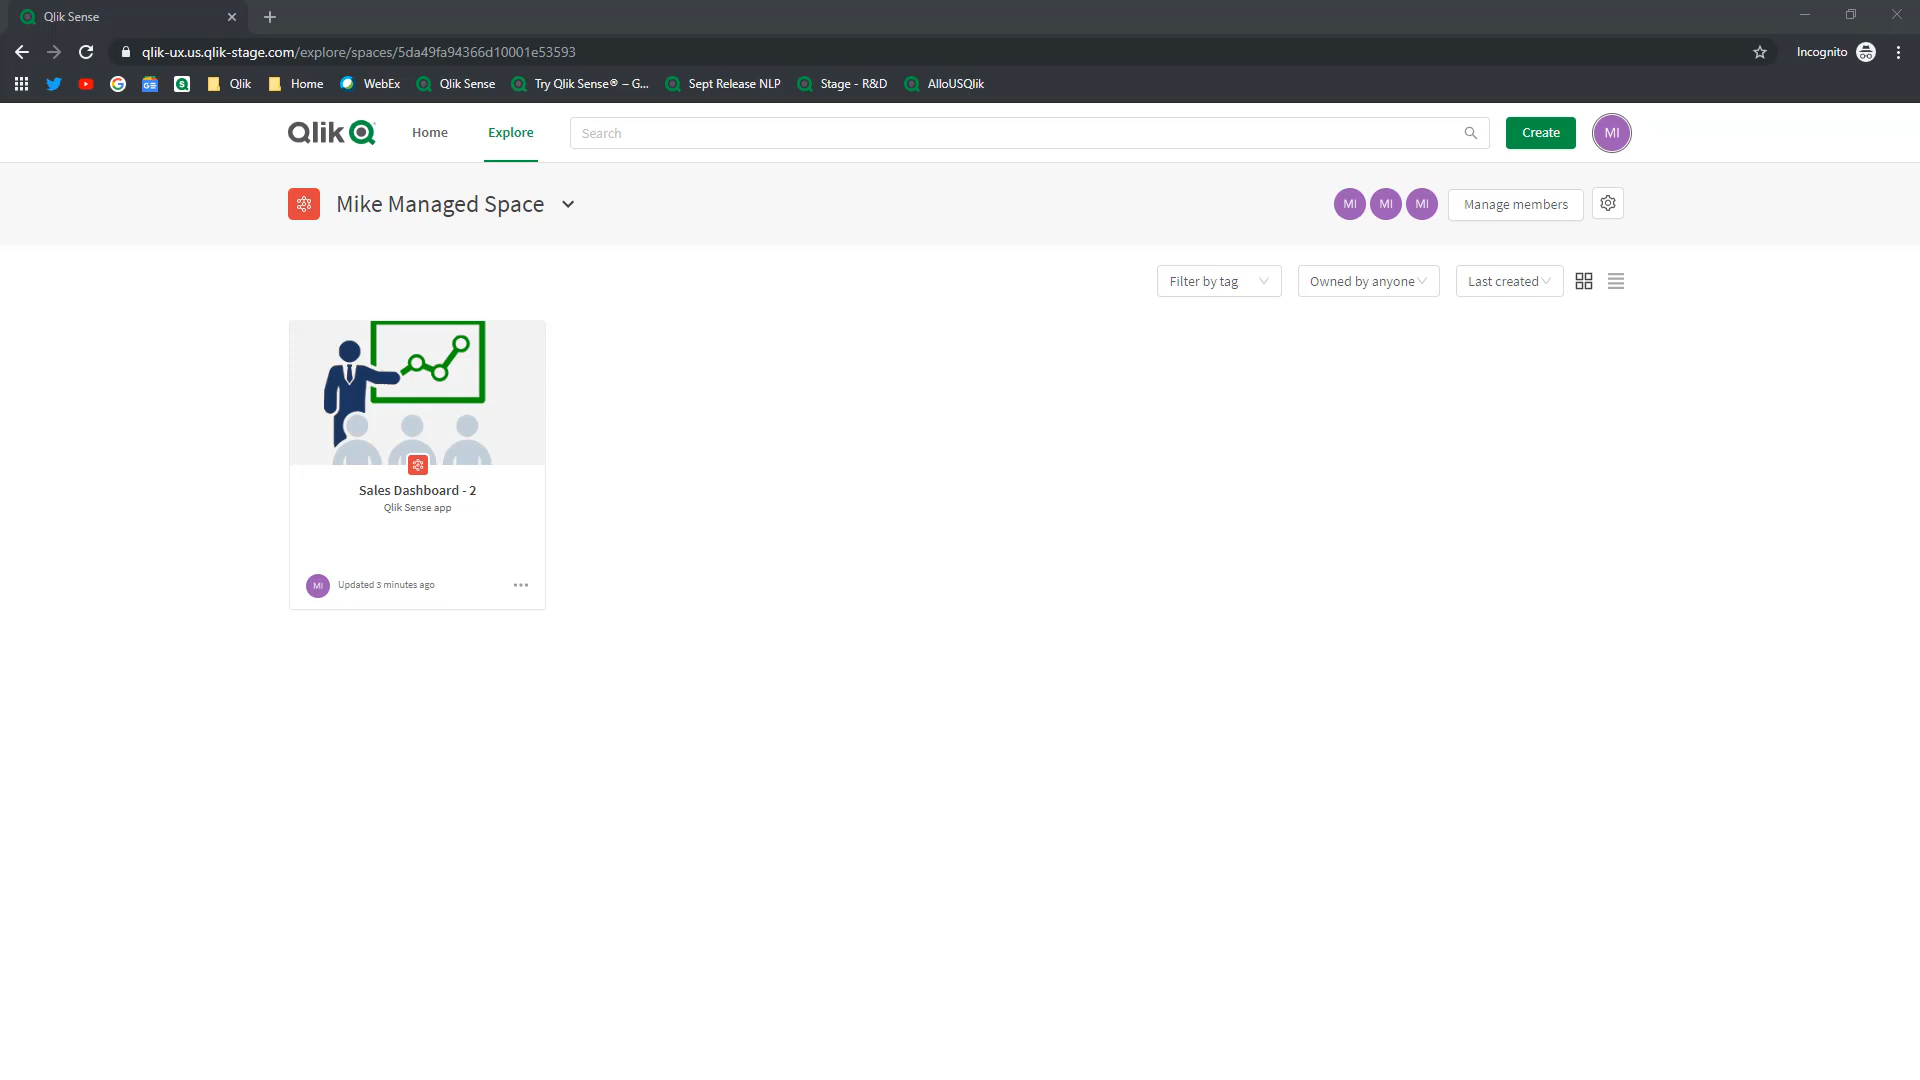 Qlik Sense
qlik-ux.us.qlik-stage.com/explore/spaces/5da49fa94366d10001e53593
Incognito
Qlik
Home
WebEx
Qlik Sense
Try Qlik Sense® – G...
Sept Release NLP
Stage - R&D
AlloUSQlik
Qlik
Home
Explore
Search
Create
MI
Mike Managed Space
MI
MI
MI
Manage members
Filter by tag
Owned by anyone
Last created
Sales Dashboard - 2
Qlik Sense app
MI
Updated 3 minutes ago